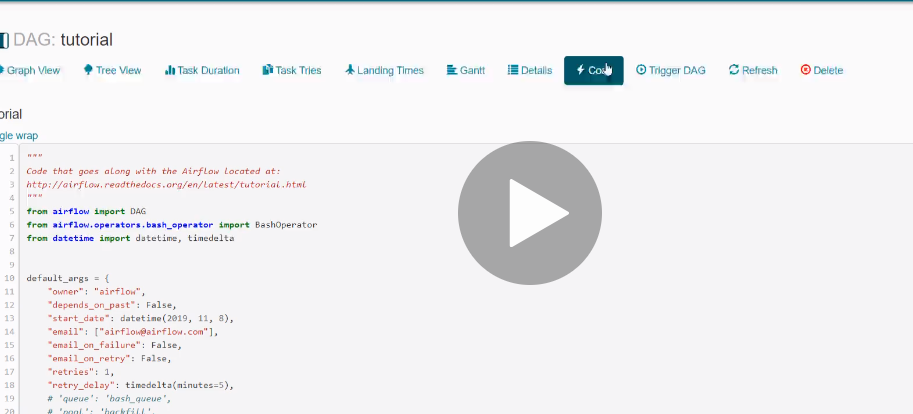 DAG: tutorial
Graph View Tree View Task Duration Task Tries Landing Times Gantt Details Trigger DAG Refresh Delete
wrap
1 """
2 Code that goes along with the Airflow located at:
3 http://airflow.readthedocs.org/en/latest/tutorial.html
4 """
5 from airflow import DAG
6 from airflow.operators.bash_operator import BashOperator
7 from datetime import datetime, timedelta
8
9
10 default_args = {
11 "owner": "airflow",
12 "depends_on_past": False,
13 "start_date": datetime(2019, 11, 8),
14 "email": ["airflow@airflow.com"],
15 "email_on_failure": False,
16 "email_on_retry": False,
17 "retries": 1,
18 "retry_delay": timedelta(minutes=5),
19 # 'queue': 'bash_queue',
20 # 'pool': 'backfill',